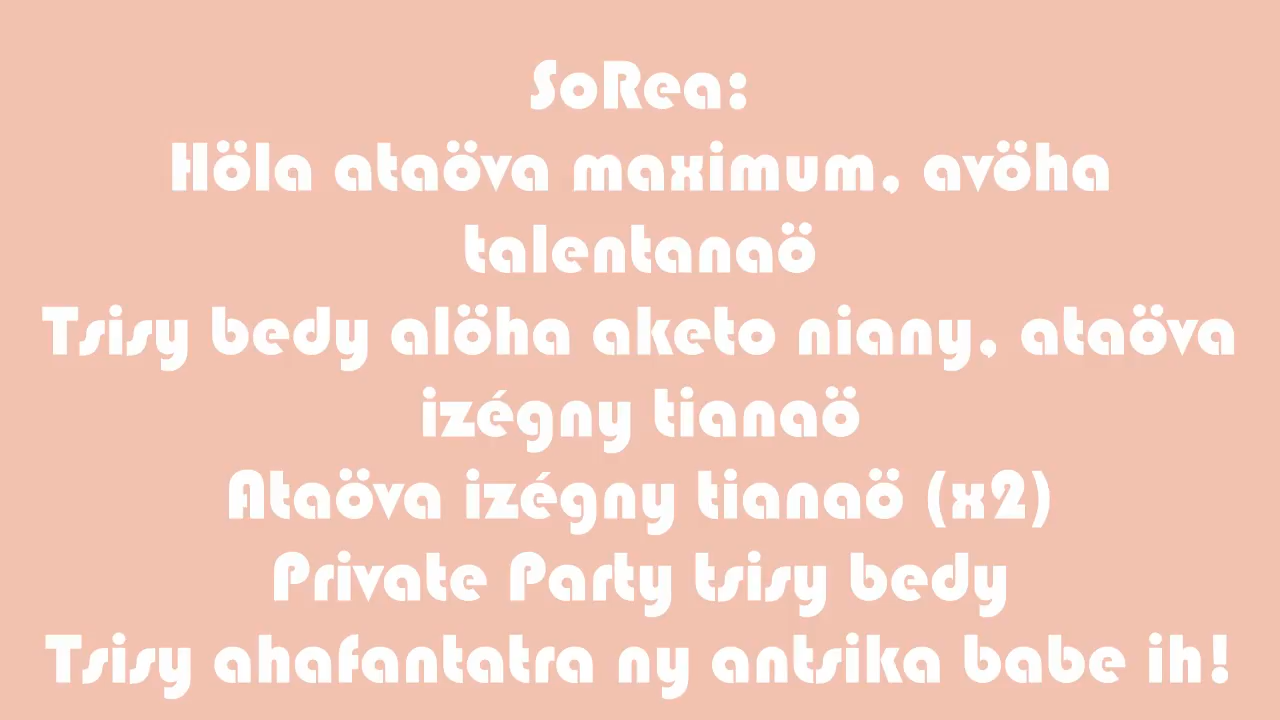 SoRea:
Höla ataöva maximum, avöha
talentanaö
Tsisy bedy alöha aketo niany, ataöva
izégny tianaö
Ataöva izégny tianaö (x2)
Private Party tsisy bedy
Tsisy ahafantatra ny antsika babe ih!